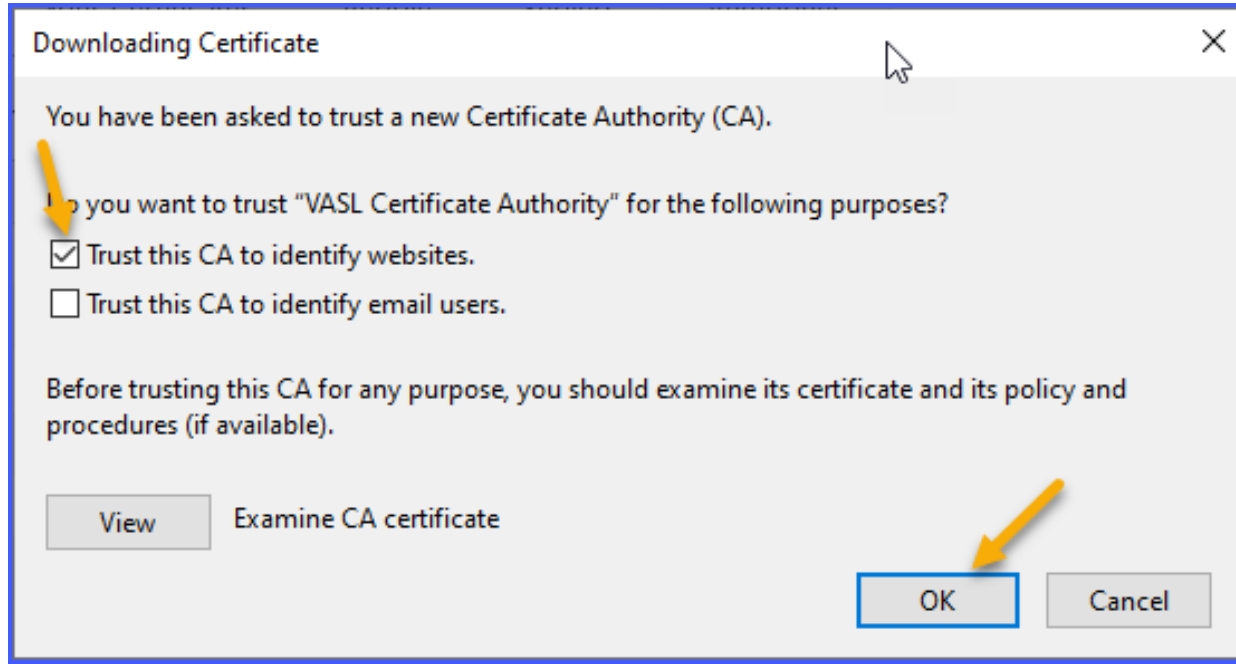 Downloading Certificate
You have been asked to trust a new Certificate Authority (CA).
you want to trust “VASL Certificate Authority” for the following purposes?
Trust this CA to identify websites.
Trust this CA to identify email users.
Before trusting this CA for any purpose, you should examine its certificate and its policy and
procedures (if available).
View Examine CA certificate
OK Cancel